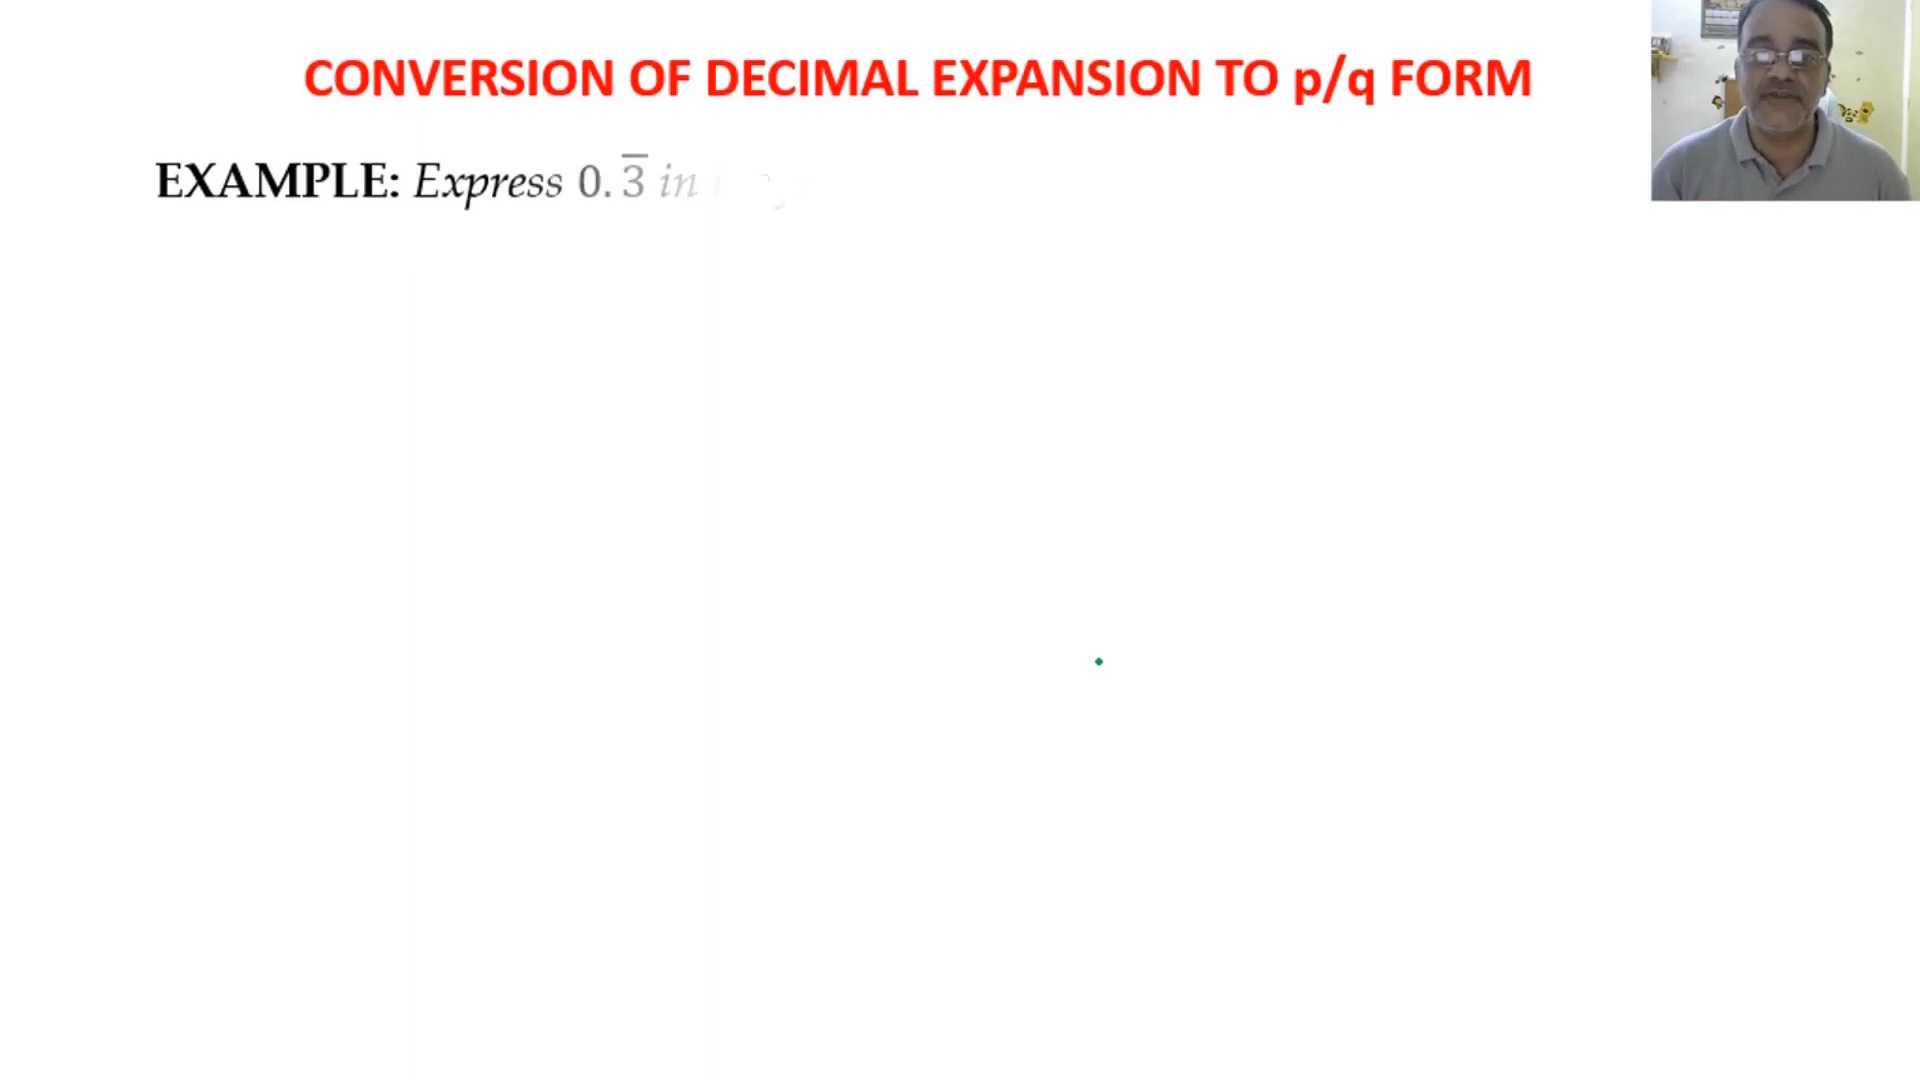 CONVERSION OF DECIMAL EXPANSION TO p/q FORM
EXAMPLE: Express 0.3̅ in